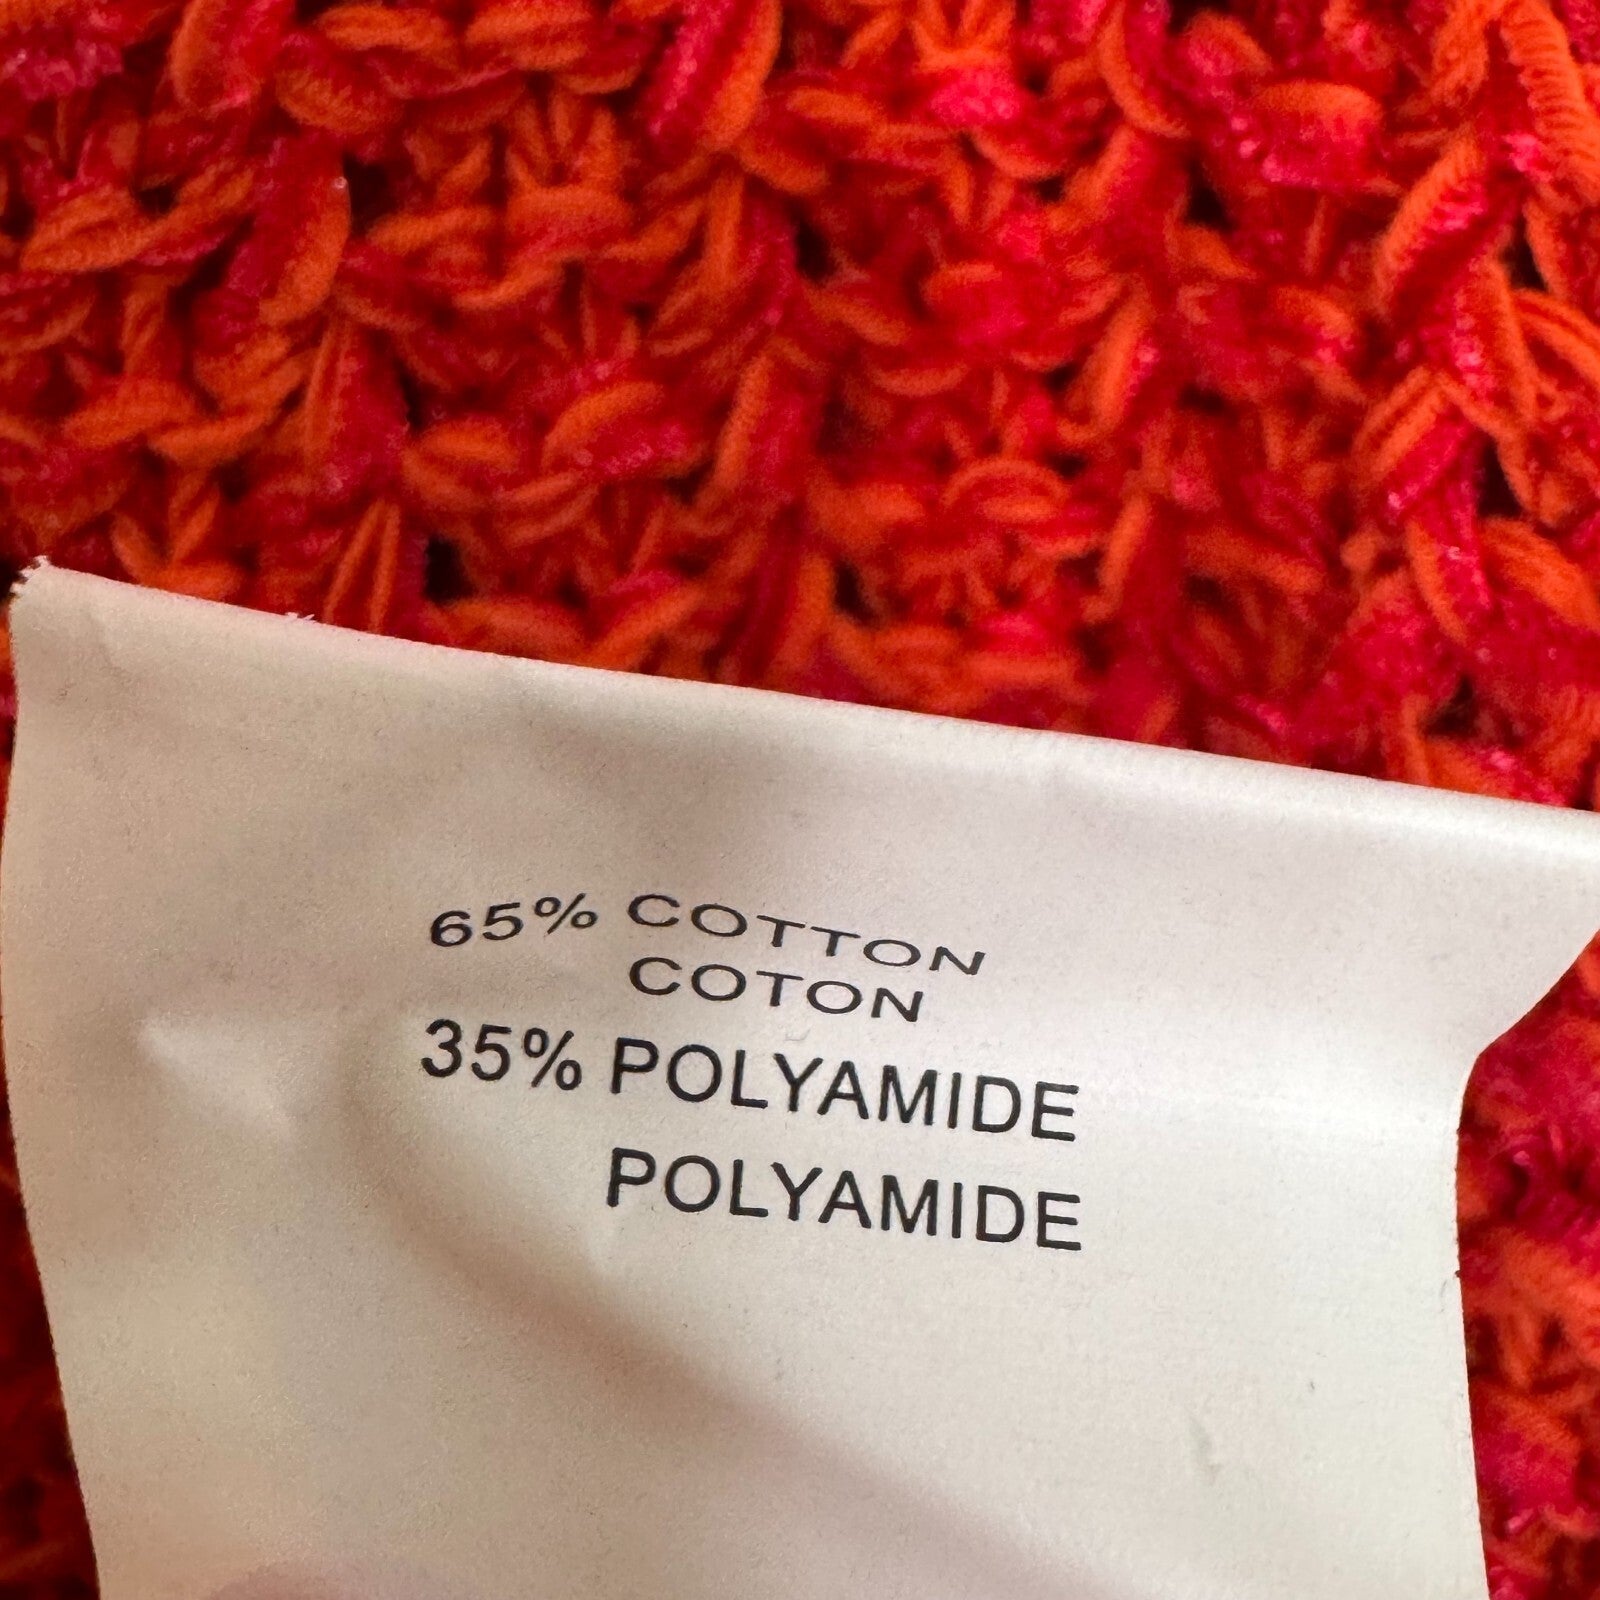 65% COTTON
COTON
35% POLYAMIDE
POLYAMIDE